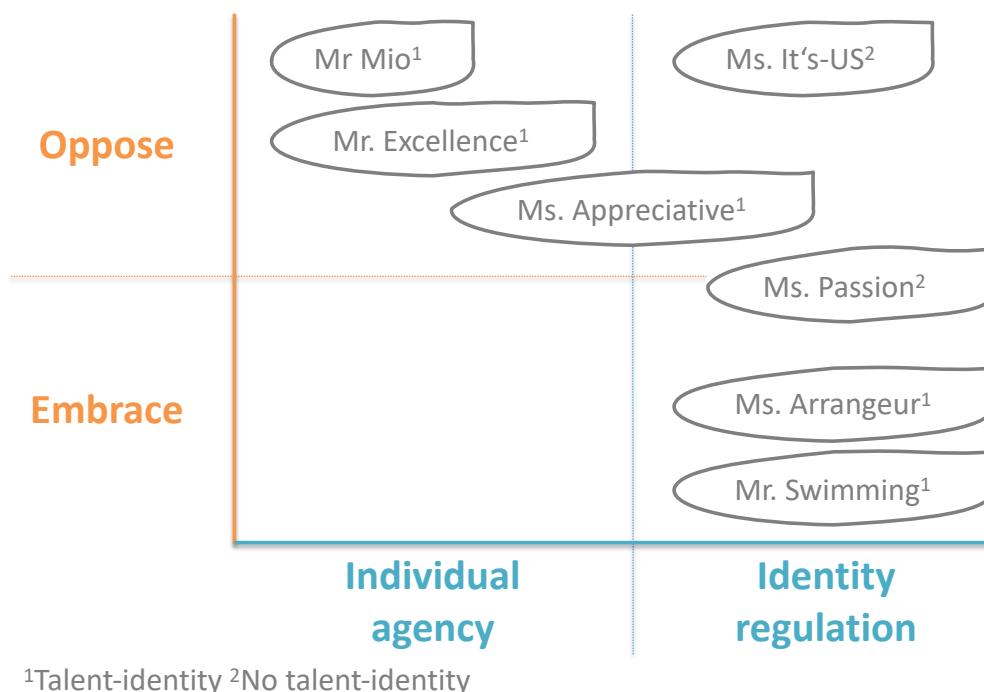 Mr Mio¹
Ms. It‘s-US²
Oppose
Mr. Excellence¹
Ms. Appreciative¹
Ms. Passion²
Embrace
Ms. Arrangeur¹
Mr. Swimming¹
Individual
agency
Identity
regulation
¹Talent-identity ²No talent-identity